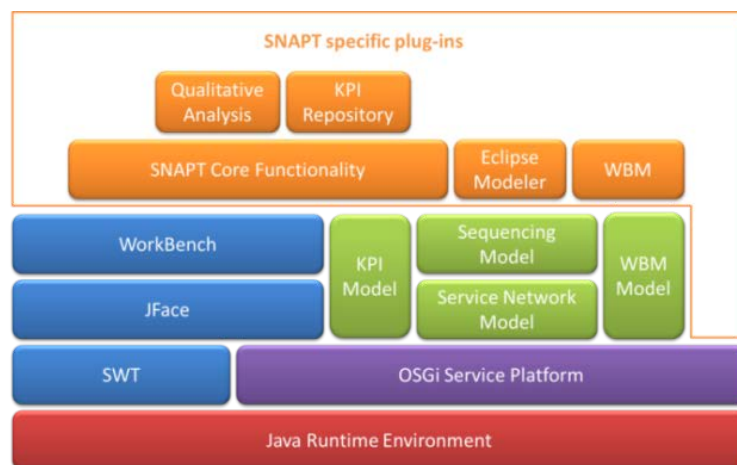 SNAPT specific plug-ins
Qualitative
Analysis
KPI
Repository
SNAPT Core Functionality
Eclipse
Modeler
WBM
WorkBench
KPI
Model
Sequencing
Model
WBM
Model
JFace
Service Network
Model
SWT
OSGi Service Platform
Java Runtime Environment